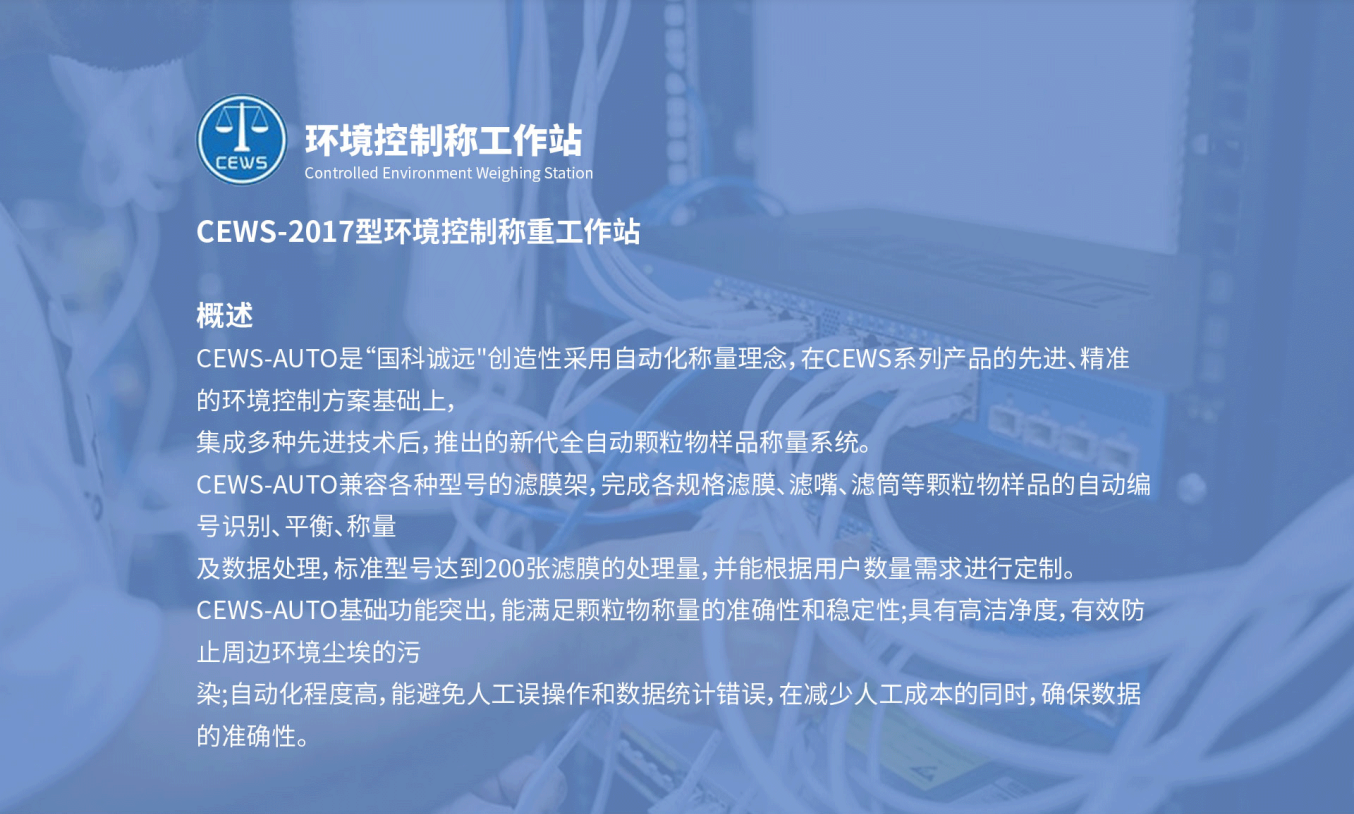 CEWS
环境控制称工作站
Controlled Environment Weighing Station
CEWS-2017型环境控制称重工作站
概述
CEWS-AUTO是“国科诚远"创造性采用自动化称量理念，在CEWS系列产品的先进、精准
的环境控制方案基础上，
集成多种先进技术后，推出的新代全自动颗粒物样品称量系统。
CEWS-AUTO兼容各种型号的滤膜架，完成各规格滤膜、滤嘴、滤筒等颗粒物样品的自动编
号识别、平衡、称量
及数据处理，标准型号达到200张滤膜的处理量，并能根据用户数量需求进行定制。
CEWS-AUTO基础功能突出，能满足颗粒物称量的准确性和稳定性;具有高洁净度，有效防
止周边环境尘埃的污
染;自动化程度高，能避免人工误操作和数据统计错误，在减少人工成本的同时，确保数据
的准确性。